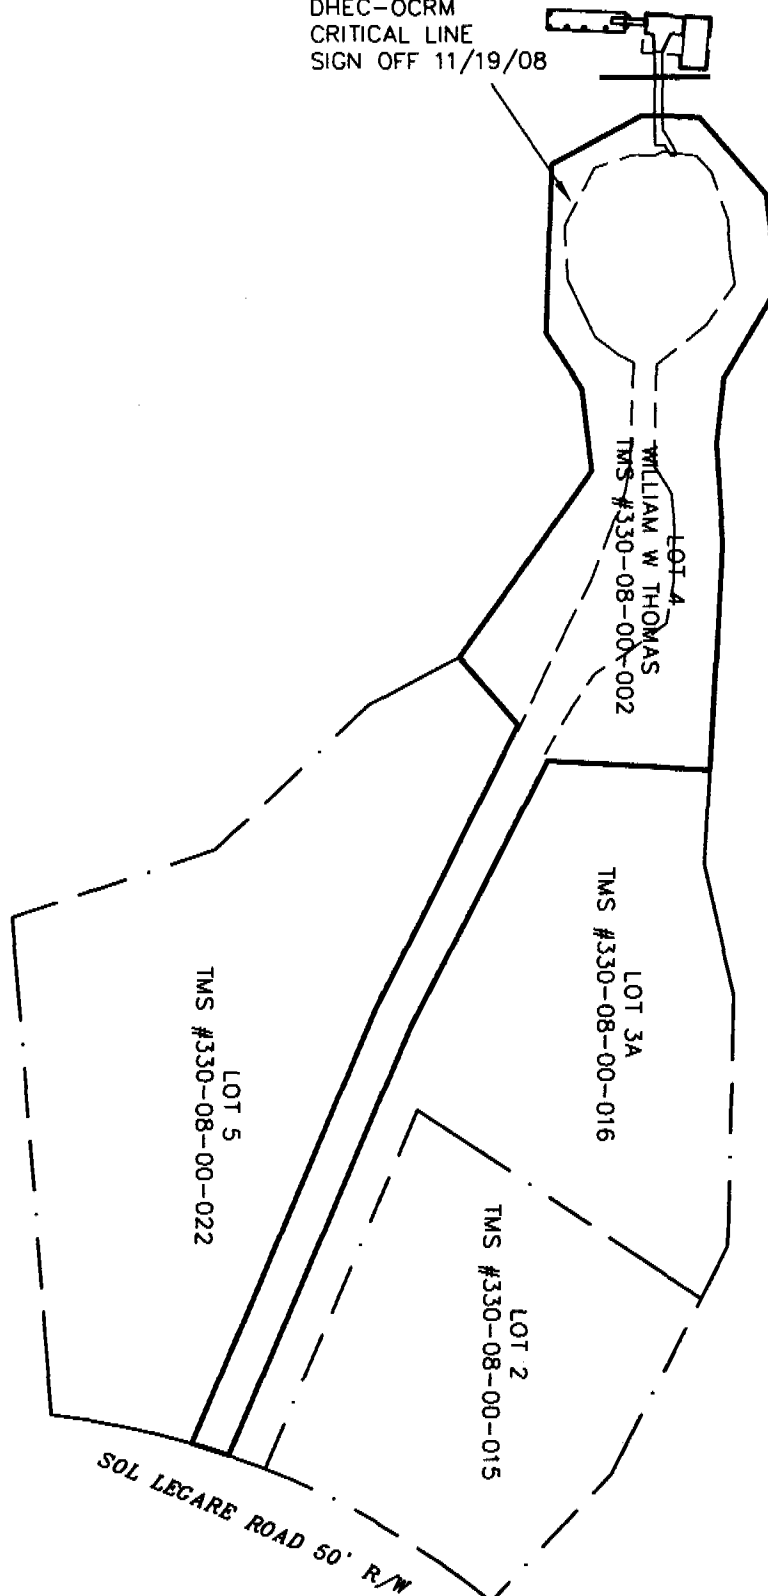 DHEC-OCRM
CRITICAL LINE
SIGN OFF 11/19/08
LOT 4
WILLIAM W THOMAS
TMS #330-08-00-002
LOT 3A
TMS #330-08-00-016
LOT 5
TMS #330-08-00-022
LOT 2
TMS #330-08-00-015
SOL LEGARE ROAD 50' R/W